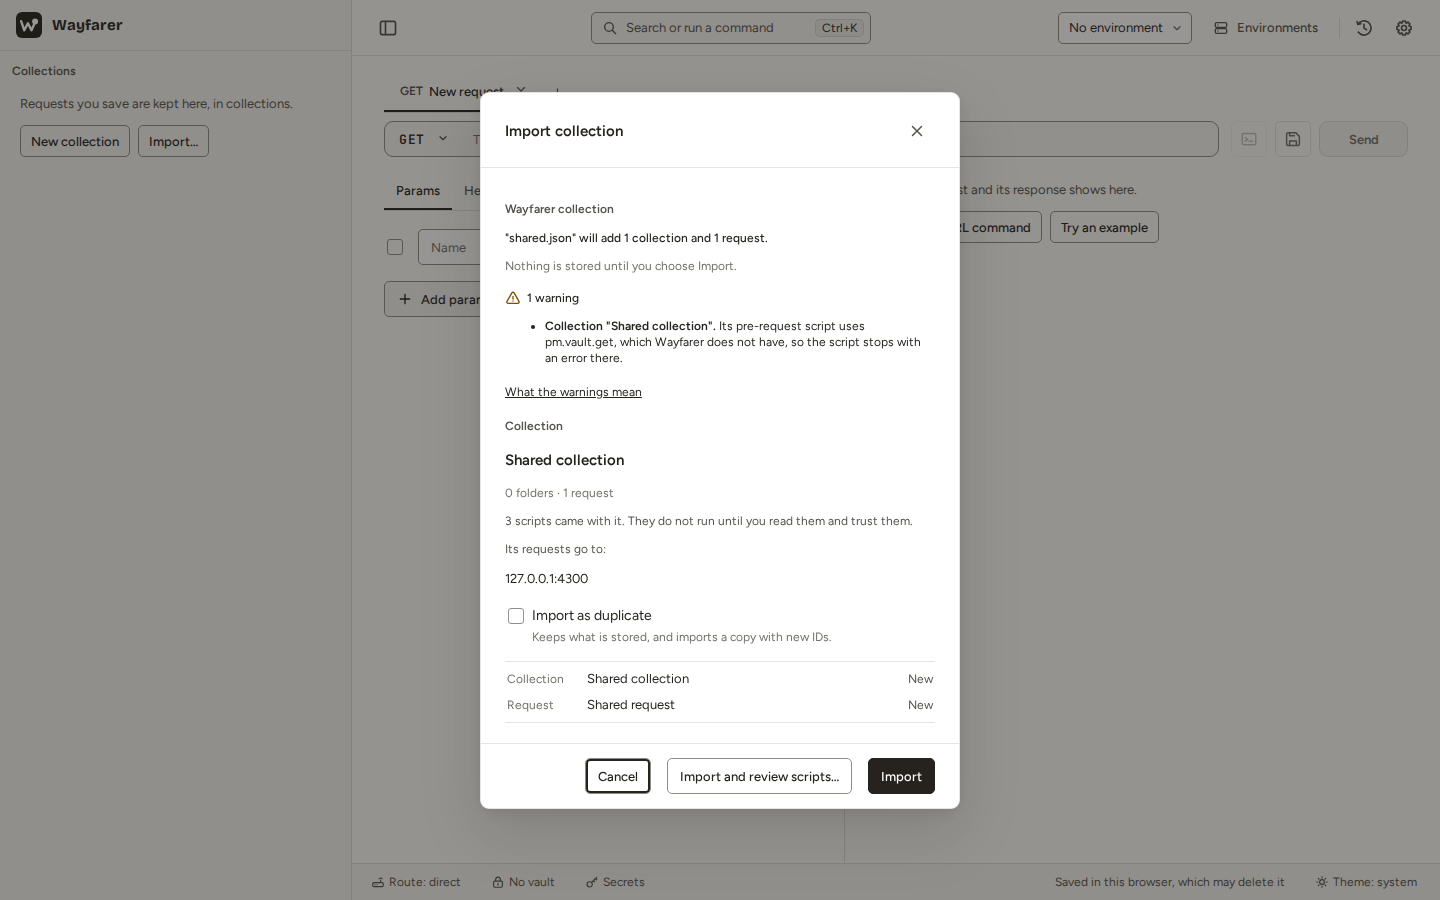 Wayfarer
Search or run a command
Ctrl+K
No environment
Environments
Collections
Requests you save are kept here, in collections.
New collection
Import...
GET New request
GET
Send
Params
Name
Import collection
Wayfarer collection
"shared.json" will add 1 collection and 1 request.
Nothing is stored until you choose Import.
1 warning
Collection "Shared collection". Its pre-request script uses
pm.vault.get, which Wayfarer does not have, so the script stops with
an error there.
What the warnings mean
Collection
Shared collection
0 folders · 1 request
3 scripts came with it. They do not run until you read them and trust them.
Its requests go to:
127.0.0.1:4300
Import as duplicate
Keeps what is stored, and imports a copy with new IDs.
Collection Shared collection New
Request Shared request New
Cancel
Import and review scripts...
Import
and its response shows here.
command
Try an example
Add
Route: direct
No vault
Secrets
Saved in this browser, which may delete it
Theme: system